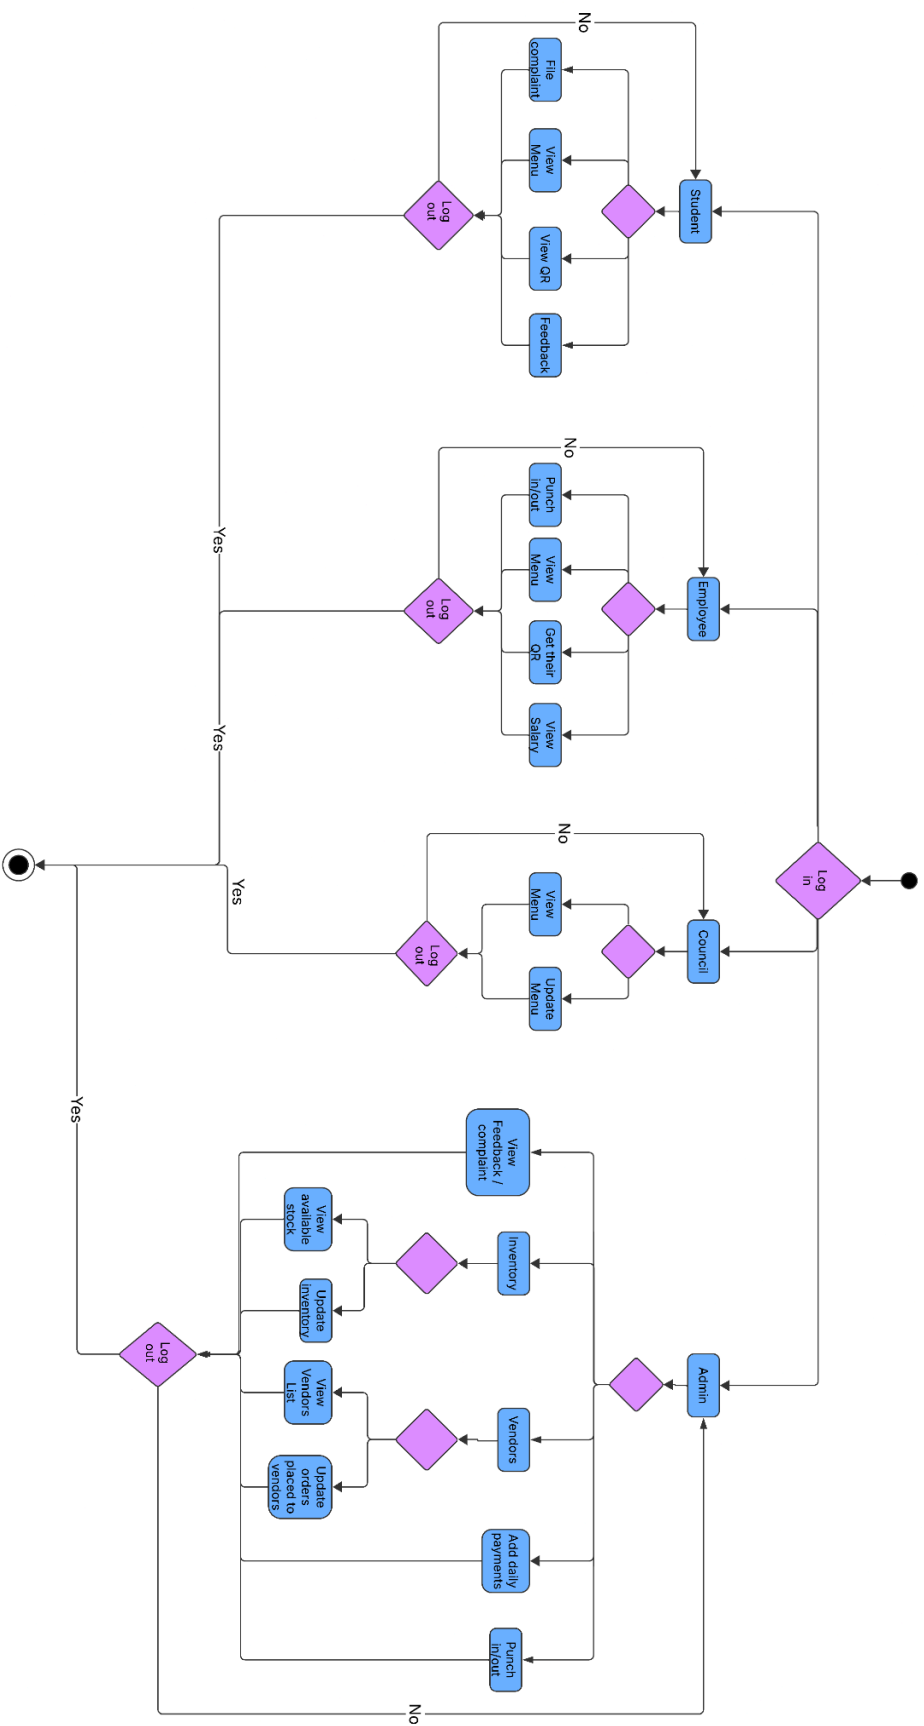 Log
in
Student
Employee
Council
Admin
No
File
complaint
View
Menu
View QR
Feedback
Log
out
Yes
No
Punch
in/out
View
Menu
Get their
QR
View
Salary
Log
out
Yes
No
View
Menu
Update
Menu
Log
out
Yes
View
Feedback /
complaint
Inventory
Vendors
Add daily
payments
Punch
in/out
View
available
stock
Update
inventory
View
Vendors
List
Update
orders
placed to
vendors
Log
out
Yes
No